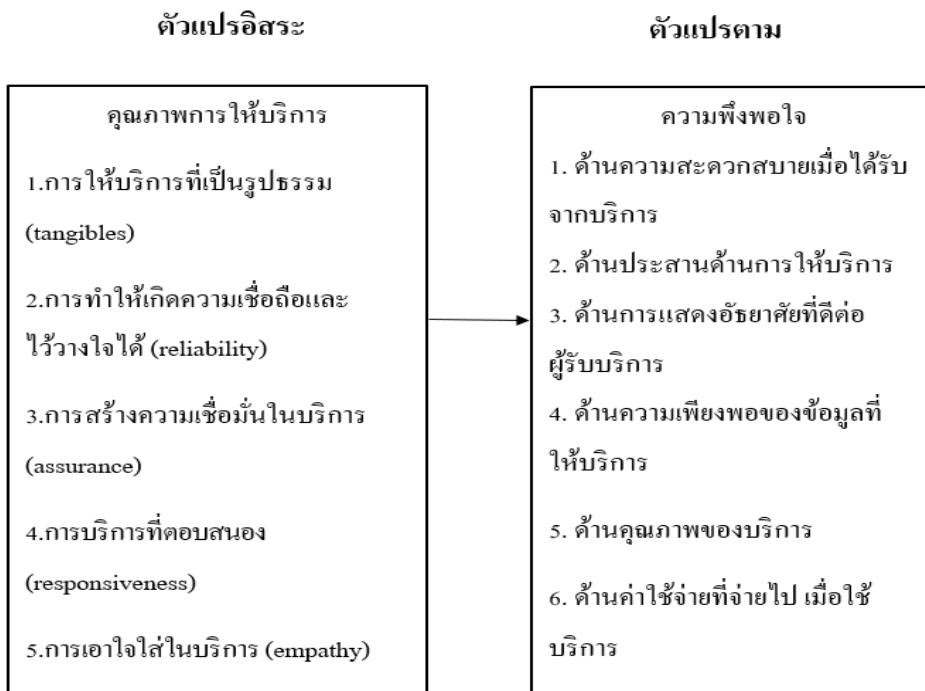 ตัวแปรอิสระ
คุณภาพการให้บริการ
1.การให้บริการที่เป็นรูปธรรม
(tangibles)
2.การทำให้เกิดความเชื่อถือและ
ไว้วางใจได้ (reliability)
3.การสร้างความเชื่อมั่นในบริการ
(assurance)
4.การบริการที่ตอบสนอง
(responsiveness)
5.การเอาใจใส่ในบริการ (empathy)
ตัวแปรตาม
ความพึงพอใจ
1. ด้านความสะดวกสบายเมื่อได้รับ
จากบริการ
2. ด้านประสานด้านการให้บริการ
3. ด้านการแสดงอัธยาศัยที่ดีต่อ
ผู้รับบริการ
4. ด้านความเพียงพอของข้อมูลที่
ให้บริการ
5. ด้านคุณภาพของบริการ
6. ด้านค่าใช้จ่ายที่จ่ายไป เมื่อใช้
บริการ